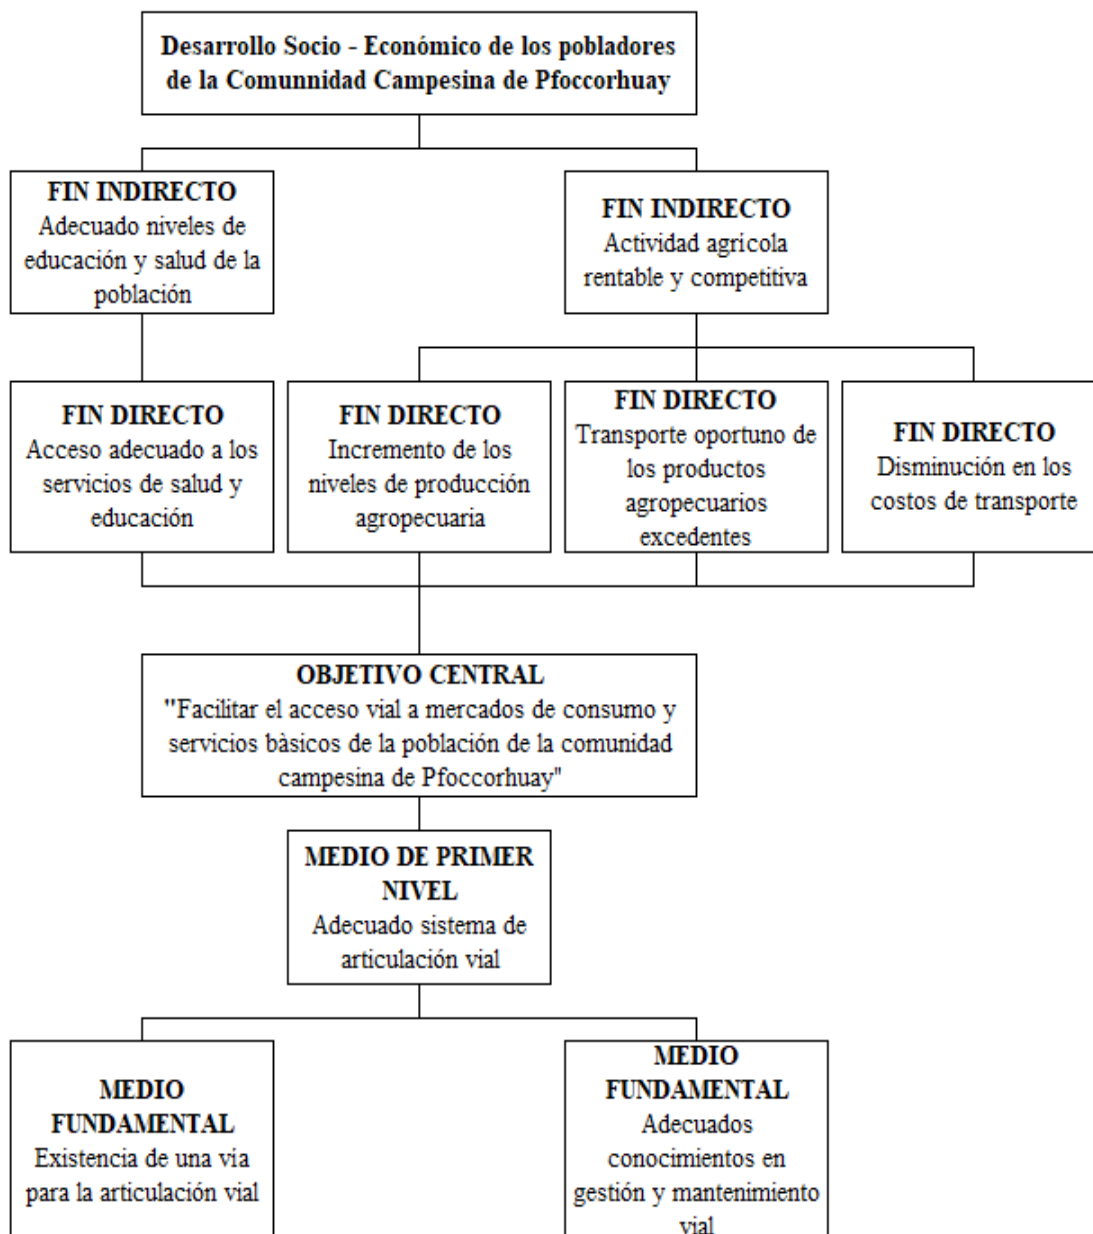 Desarrollo Socio - Económico de los pobladores
de la Comunnidad Campesina de Pfoccorhuay
FIN INDIRECTO
Adecuado niveles de
educación y salud de la
población
FIN INDIRECTO
Actividad agricola
rentable y competitiva
FIN DIRECTO
Acceso adecuado a los
servicios de salud y
educación
FIN DIRECTO
Incremento de los
niveles de producción
agropecuaria
FIN DIRECTO
Transporte oportuno de
los productos
agropecuarios
excedentes
FIN DIRECTO
Disminución en los
costos de transporte
OBJETIVO CENTRAL
"Facilitar el acceso vial a mercados de consumo y
servicios bàsicos de la población de la comunidad
campesina de Pfoccorhuay"
MEDIO DE PRIMER
NIVEL
Adecuado sistema de
articulación vial
MEDIO
FUNDAMENTAL
Existencia de una via
para la articulación vial
MEDIO
FUNDAMENTAL
Adecuados
conocimientos en
gestión y mantenimiento
vial